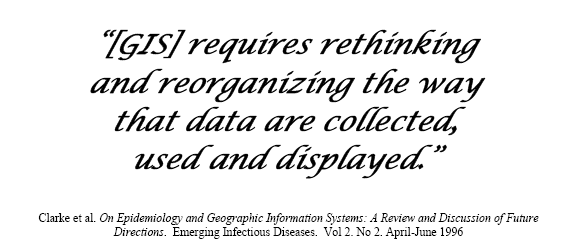 “[GIS] requires rethinking
and reorganizing the way
that data are collected,
used and displayed.”
Clarke et al. On Epidemiology and Geographic Information Systems: A Review and Discussion of Future
Directions. Emerging Infectious Diseases. Vol 2. No 2. April-June 1996